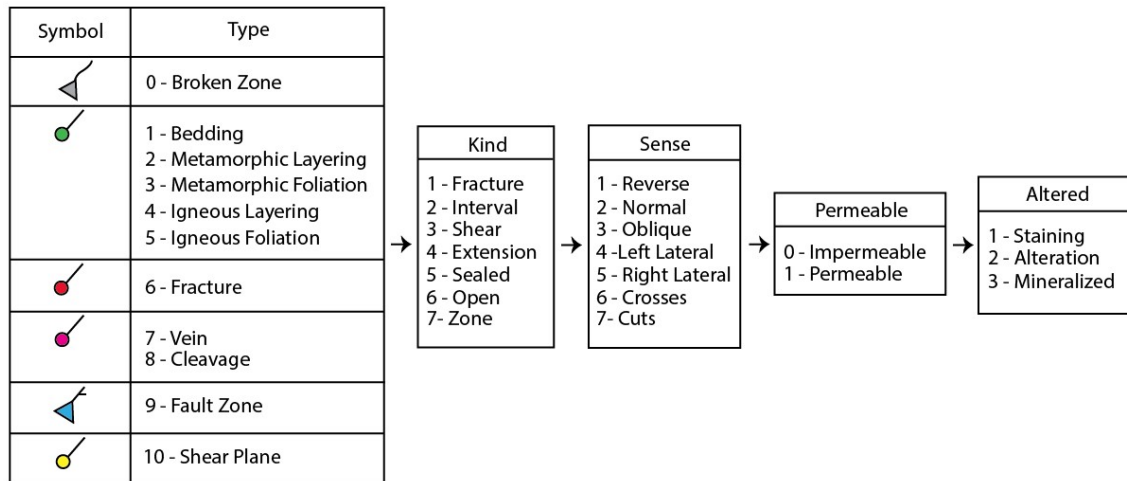 Symbol
Type
0 - Broken Zone
1 - Bedding
2 - Metamorphic Layering
3 - Metamorphic Foliation
4 - Igneous Layering
5 - Igneous Foliation
6 - Fracture
7 - Vein
8 - Cleavage
9 - Fault Zone
10 - Shear Plane
Kind
1 - Fracture
2 - Interval
3 - Shear
4 - Extension
5 - Sealed
6 - Open
7- Zone
Sense
1 - Reverse
2 - Normal
3 - Oblique
4 -Left Lateral
5 - Right Lateral
6 - Crosses
7- Cuts
Permeable
0 - Impermeable
1 - Permeable
Altered
1 - Staining
2 - Alteration
3 - Mineralized